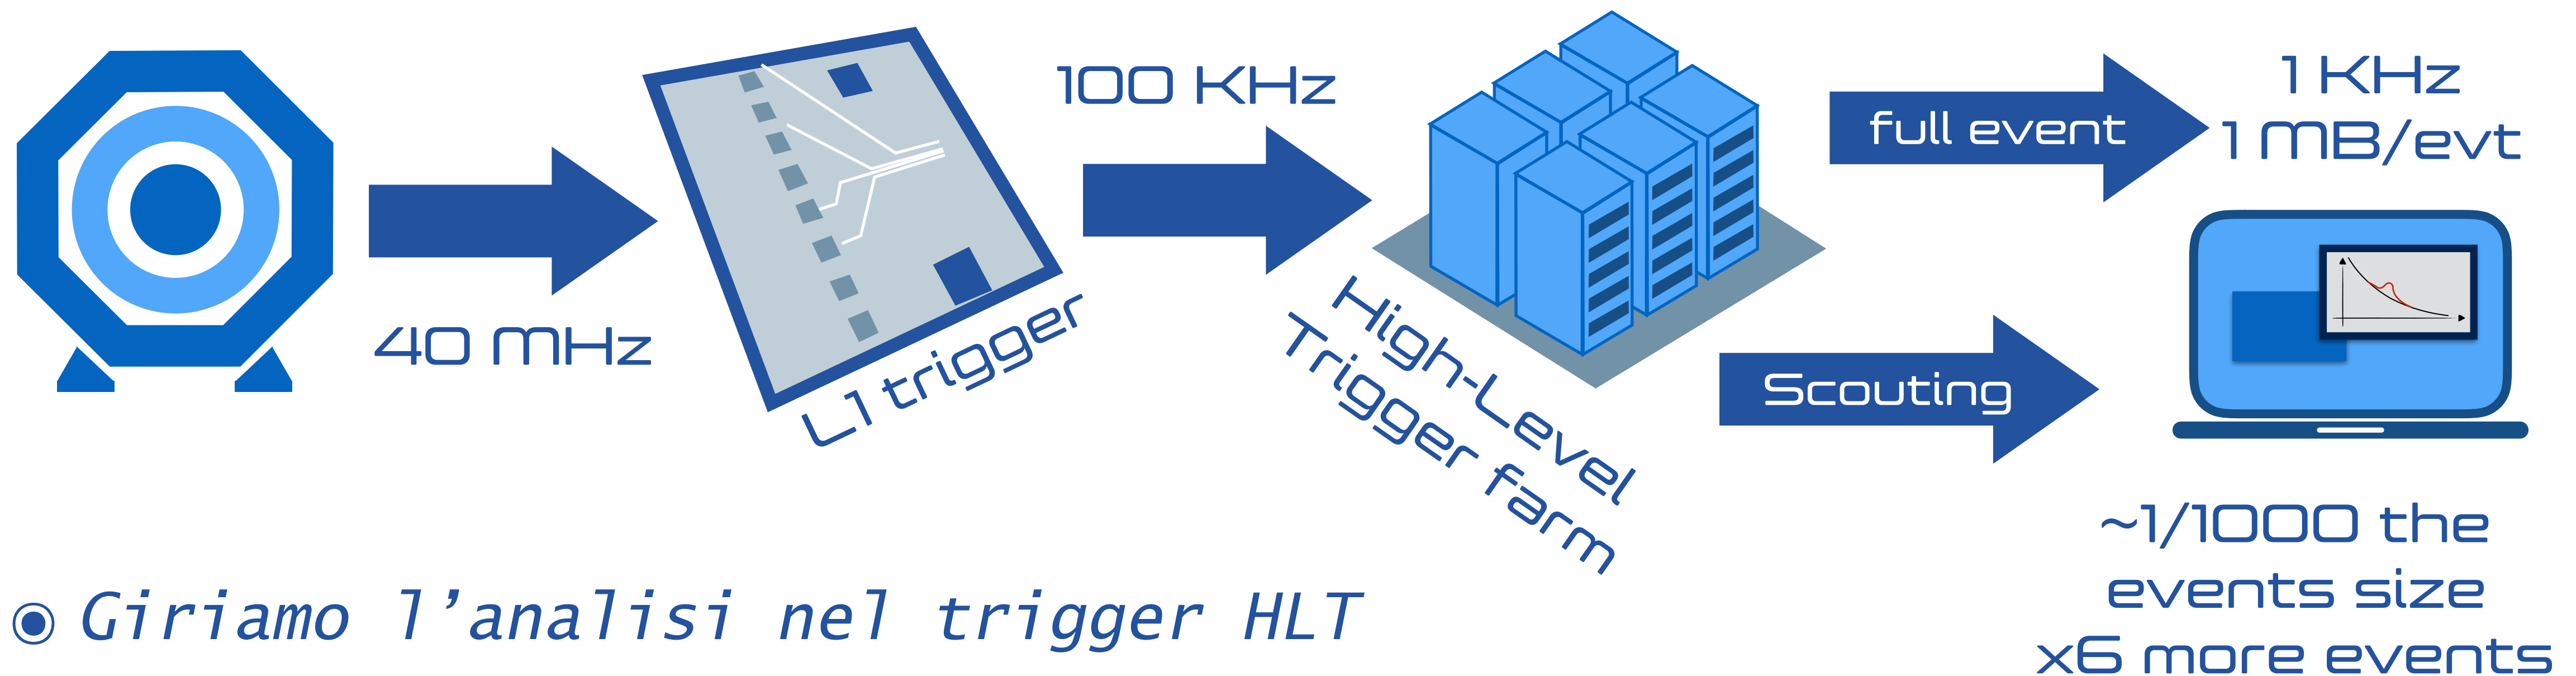 40 MHz
L1 trigger
100 KHz
High-Level
Trigger farm
full event
1 KHz
1 MB/evt
Scouting
~1/1000 the
events size
x6 more events
Giriamo l’analisi nel trigger HLT